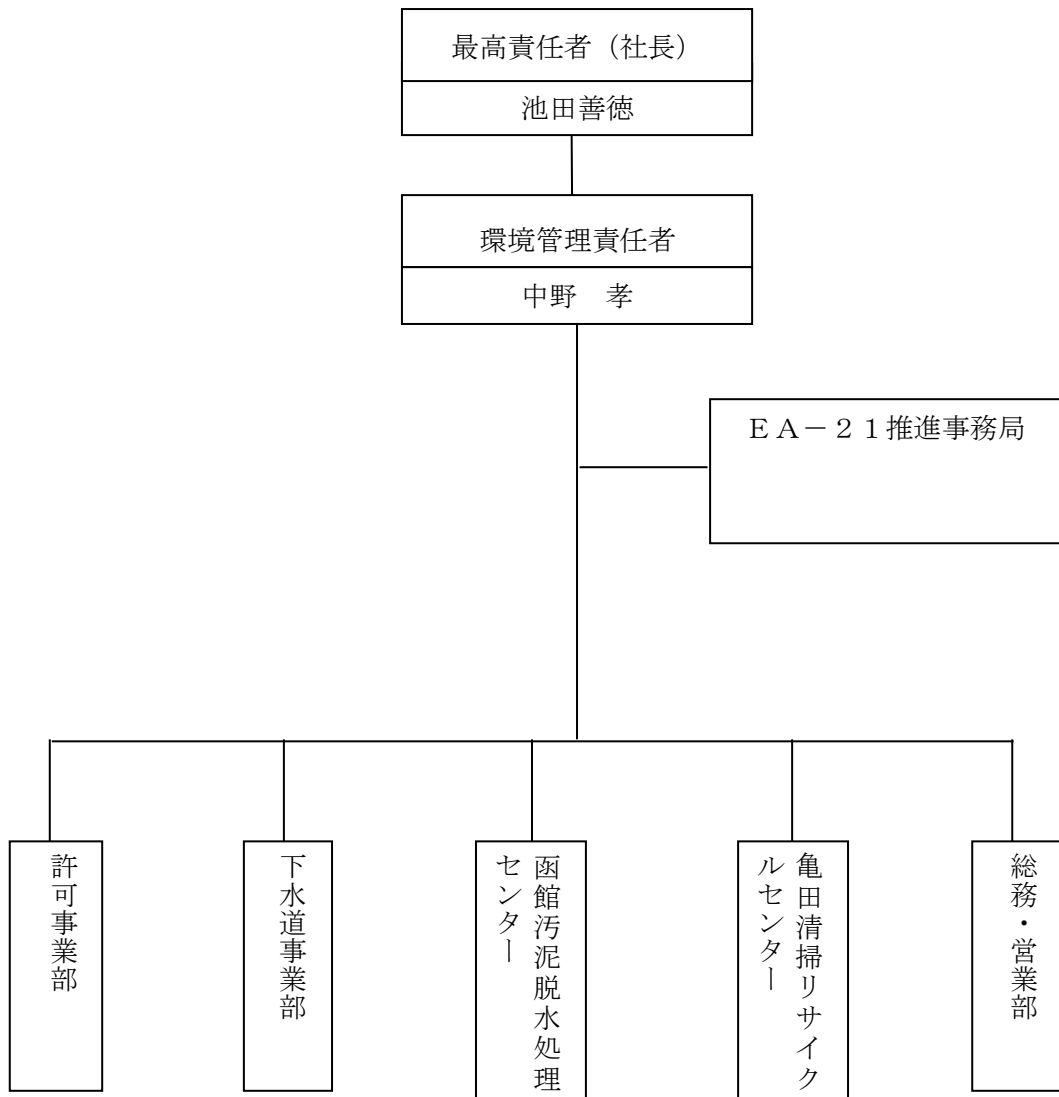 最高責任者（社長）
池田善徳
環境管理責任者
中野　孝
ＥＡ－２１推進事務局
許可事業部
下水道事業部
函館汚泥脱水処理
センター
亀田清掃リサイク
ルセンター
総務・営業部